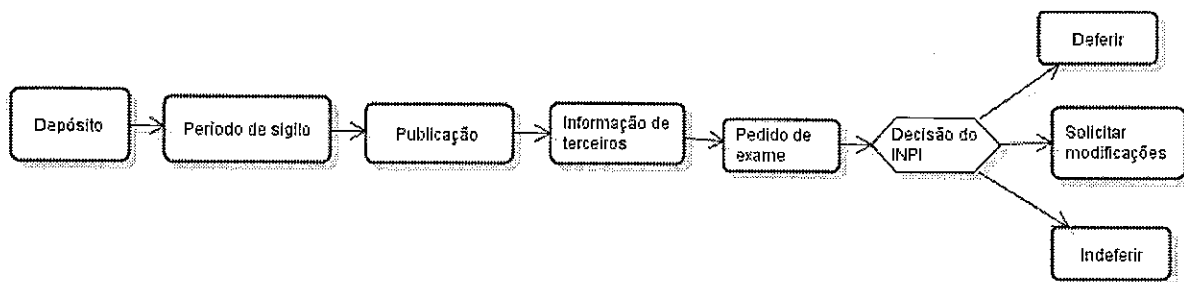 Depósito
Período de sigilo
Publicação
Informação de
terceiros
Pedido de
exame
Decisão do
INPI
Deferir
Solicitar
modificações
Indeferir